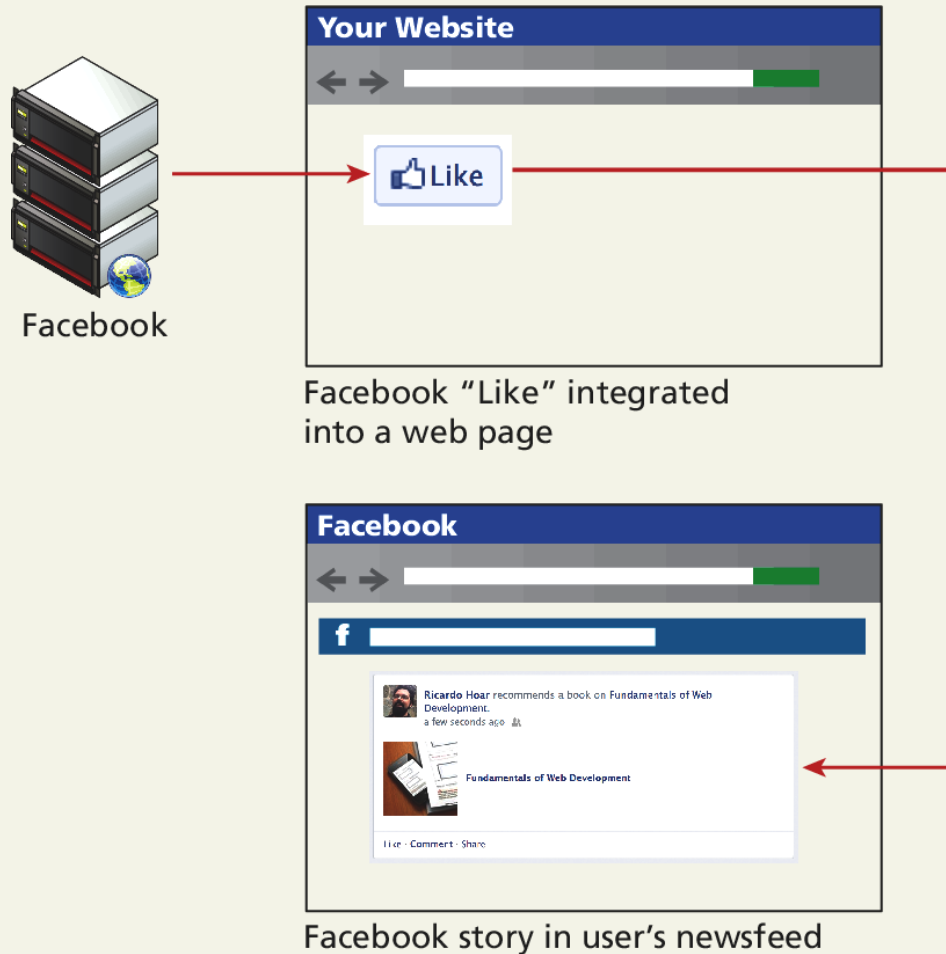 Your Website
Like
Facebook
Facebook “Like” integrated
into a web page
Facebook
f
Ricardo Hoar recommends a book on Fundamentals of Web
Development.
a few seconds ago
Fundamentals of Web Development
Like · Comment · Share
Facebook story in user’s newsfeed